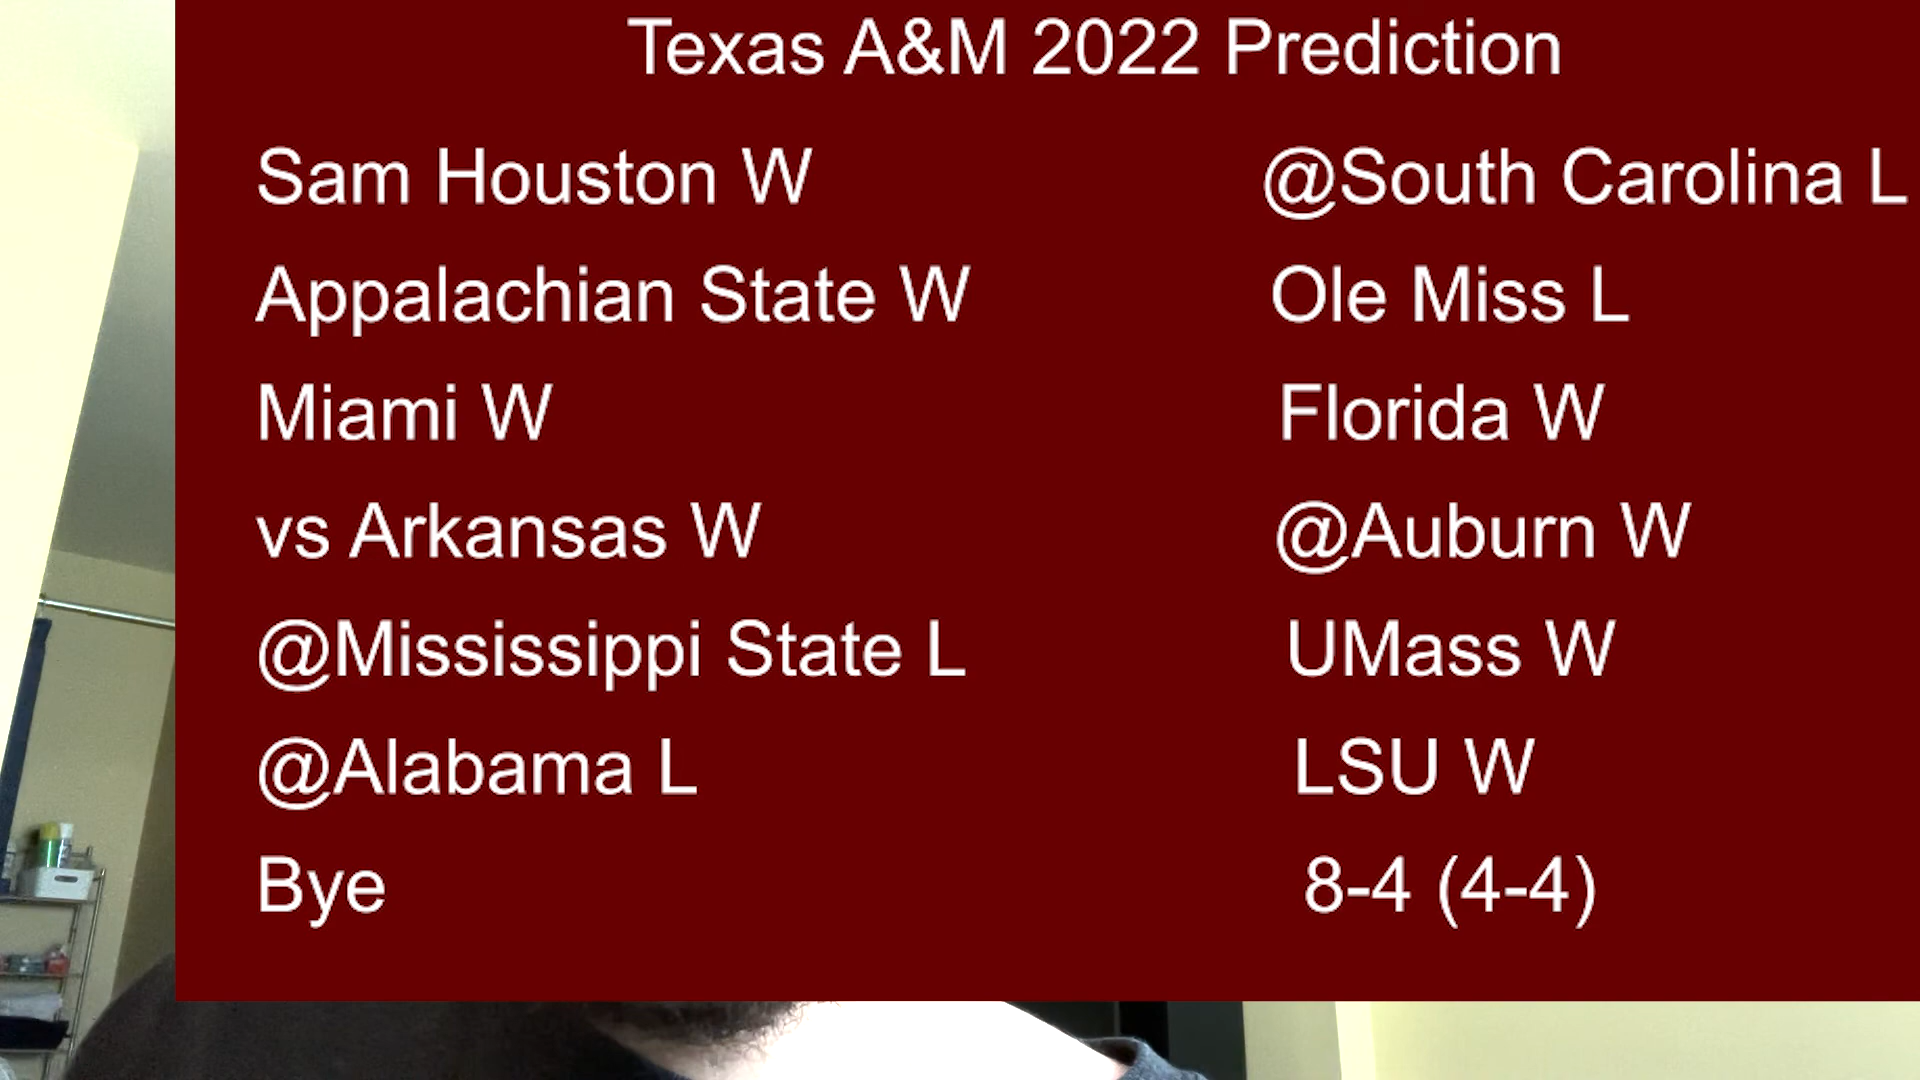 Texas A&M 2022 Prediction
Sam Houston W
Appalachian State W
Miami W
vs Arkansas W
@Mississippi State L
@Alabama L
Bye
@South Carolina L
Ole Miss L
Florida W
@Auburn W
UMass W
LSU W
8-4 (4-4)